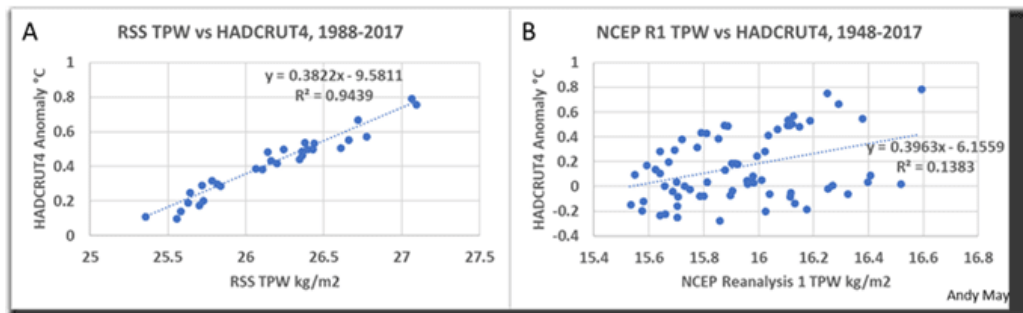 A
RSS TPW vs HADCRUT4, 1988-2017
HADCRUT4 Anomaly °C
1
0.8
0.6
0.4
0.2
0
y = 0.3822x - 9.5811
R² = 0.9439
25
25.5
26
26.5
27
27.5
RSS TPW kg/m2
B
NCEP R1 TPW vs HADCRUT4, 1948-2017
HADCRUT4 Anomaly °C
1
0.8
0.6
0.4
0.2
0
-0.2
-0.4
y = 0.3963x - 6.1559
R² = 0.1383
15.4
15.6
15.8
16
16.2
16.4
16.6
16.8
NCEP Reanalysis 1 TPW kg/m2
Andy May